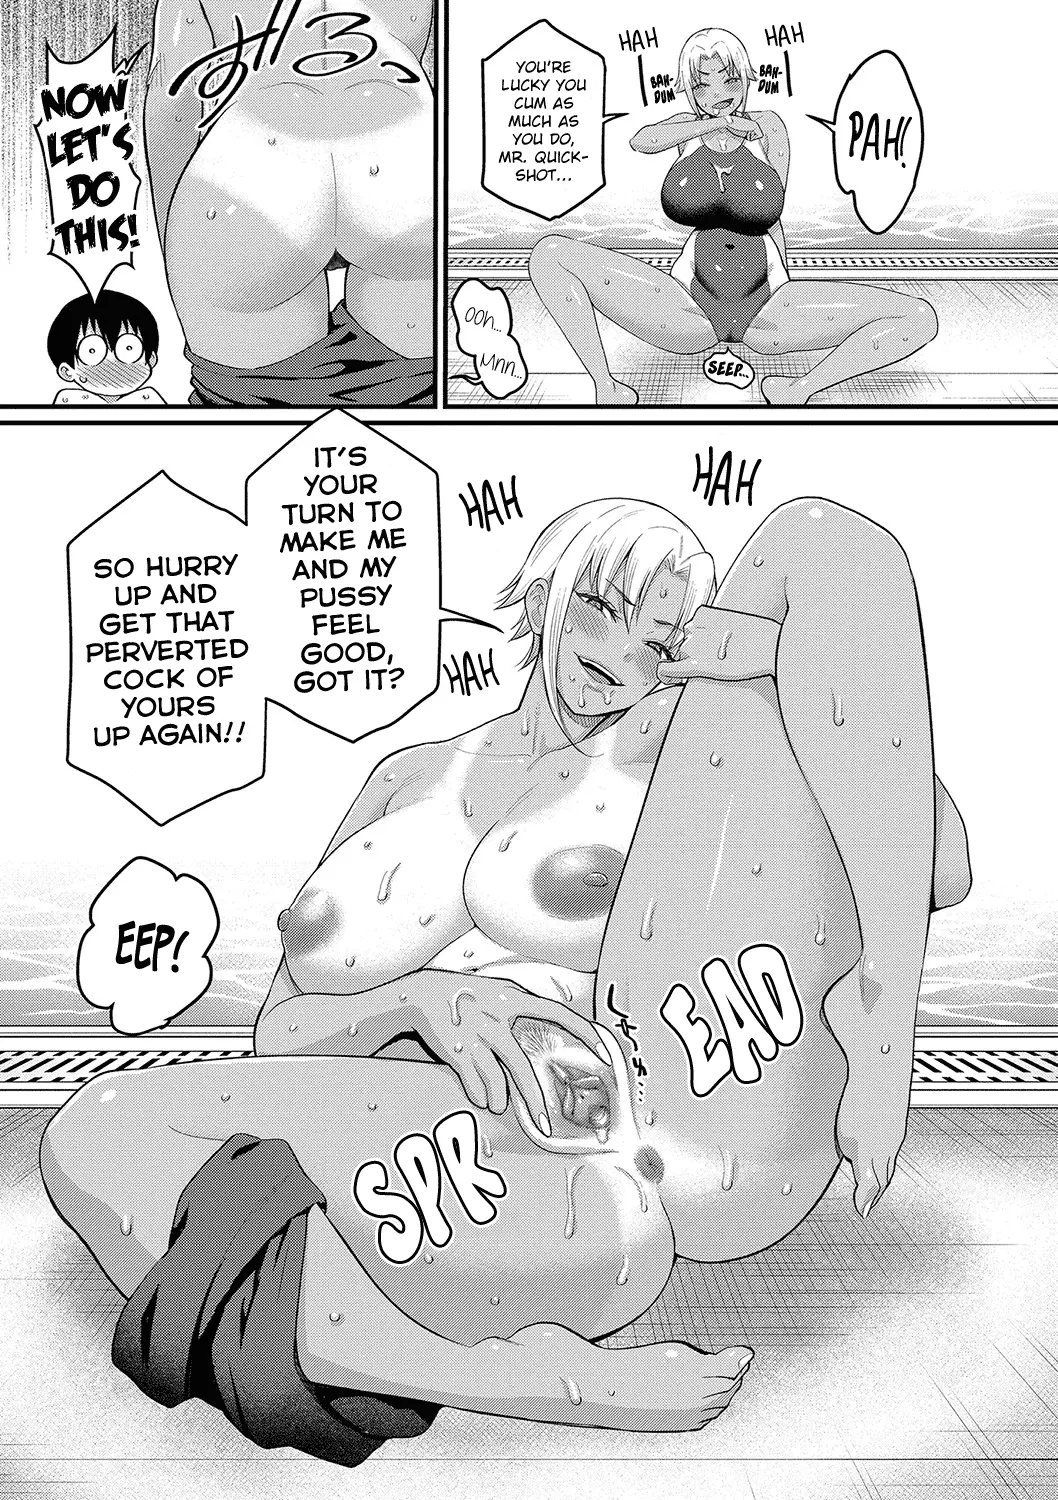 PAH!
HAH
HAH
BAH-
DUM
BAH-
DUM
YOU'RE
LUCKY YOU
CUM AS
MUCH AS
YOU DO,
MR. QUICK-
SHOT...
SEEP...
OOH...
MNN...
NOW
LET'S
DO
THIS!
HAH
HAH
HAH
IT'S
YOUR
TURN TO
MAKE ME
AND MY
PUSSY
FEEL
GOOD,
GOT IT?
SO HURRY
UP AND
GET THAT
PERVERTED
COCK OF
YOURS
UP AGAIN!!
EEP!
SPR
EAD